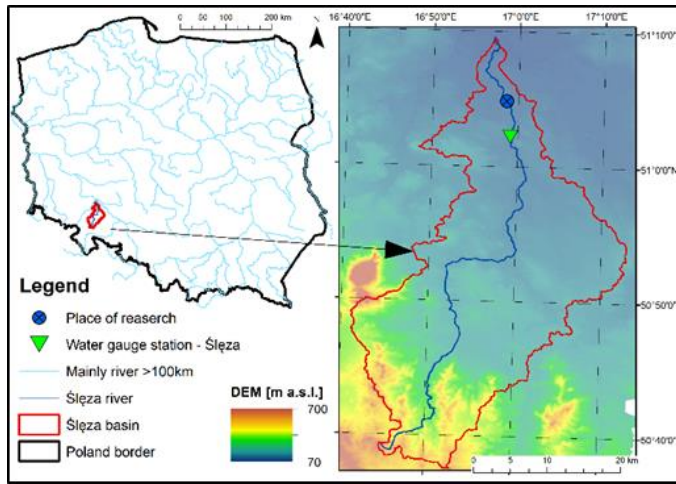 0 50 100 200 km
16°40'0"E 16°50'0"E 17°0'0"E 17°10'0"E
51°10'0"N
51°0'0"N
50°50'0"N
50°40'0"N
Legend
Place of reaserch
Water gauge station - Ślęza
Mainly river >100km
Ślęza river
Ślęza basin
Poland border
DEM [m a.s.l.]
700
70
0 5 10 20 km